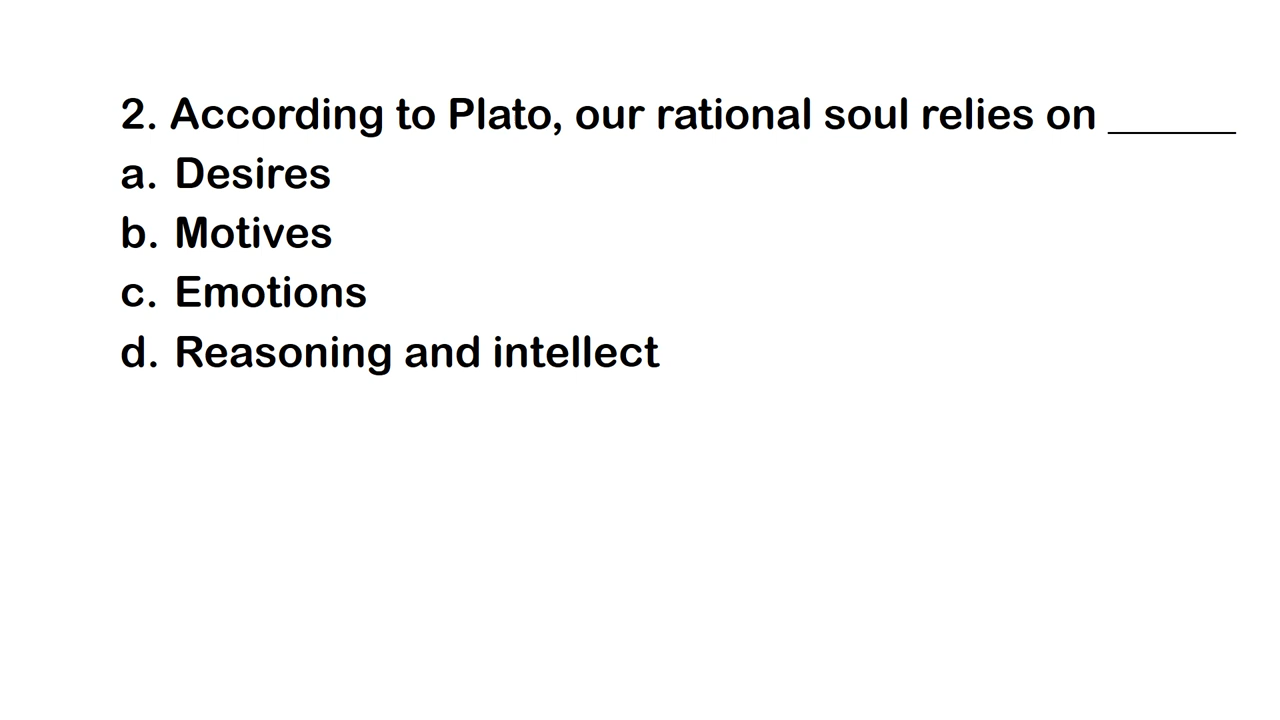 2. According to Plato, our rational soul relies on ______
a. Desires
b. Motives
c. Emotions
d. Reasoning and intellect